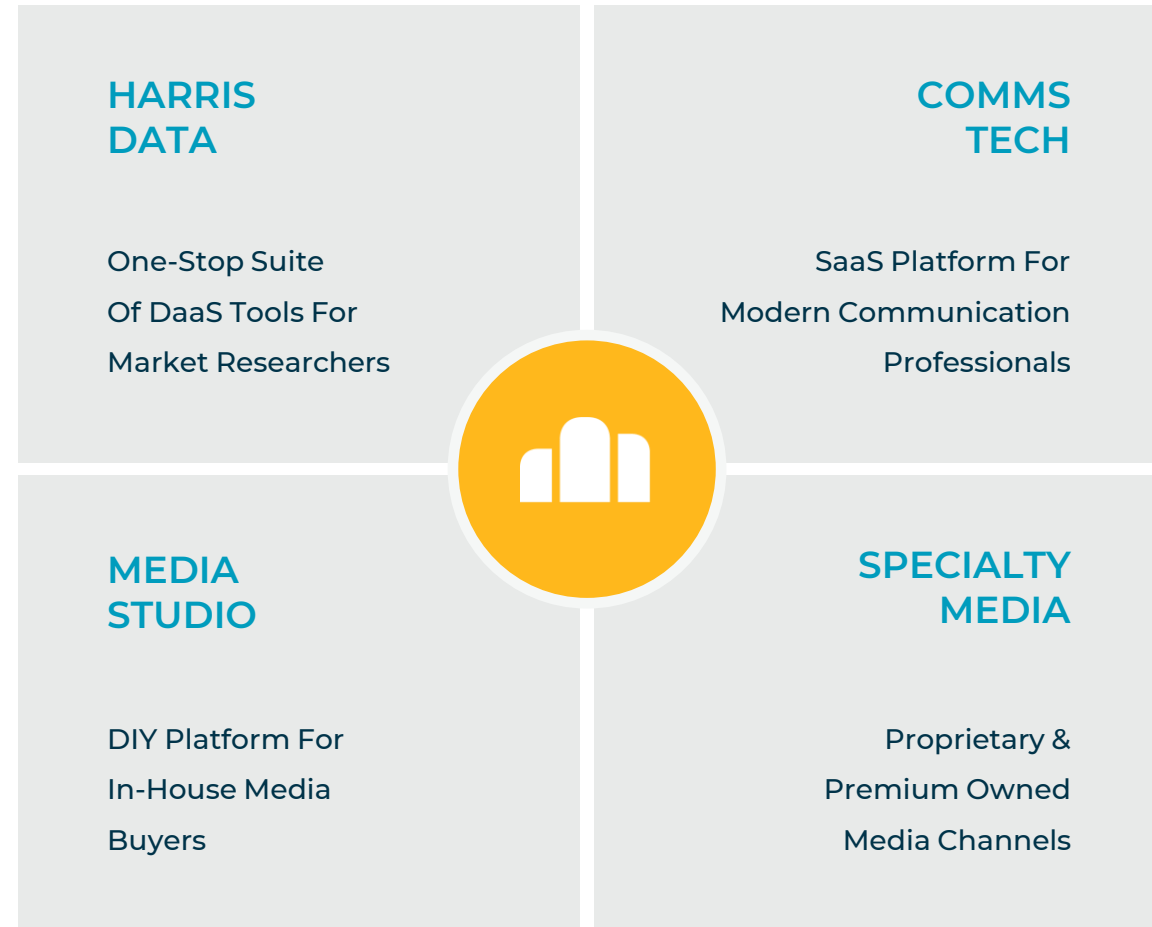 HARRIS
DATA
One-Stop Suite
Of DaaS Tools For
Market Researchers
COMMS
TECH
SaaS Platform For
Modern Communication
Professionals
MEDIA
STUDIO
DIY Platform For
In-House Media
Buyers
SPECIALTY
MEDIA
Proprietary &
Premium Owned
Media Channels